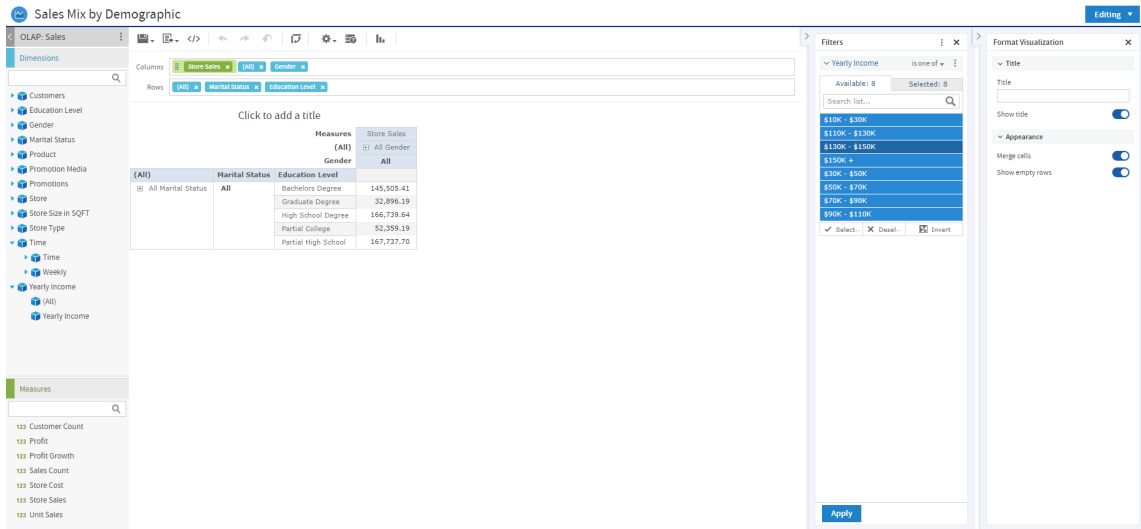 Sales Mix by Demographic
Editing
OLAP: Sales
Dimensions
Customers
Education Level
Gender
Marital Status
Product
Promotion Media
Promotions
Store
Store Size in SQFT
Store Type
Time
Time
Weekly
Yearly Income
(All)
Yearly Income
Measures
123 Customer Count
123 Profit
123 Profit Growth
123 Sales Count
123 Store Cost
123 Store Sales
123 Unit Sales
Columns Store Sales x (All) x Gender x
Rows (All) x Marital Status x Education Level x
Click to add a title
Measures Store Sales
(All) All Gender
Gender All
(All) Marital Status Education Level
All Marital Status All Bachelors Degree 145,505.41
Graduate Degree 32,896.19
High School Degree 166,739.64
Partial College 52,359.19
Partial High School 167,737.70
Filters
Yearly Income is one of
Available: 8 Selected: 8
Search list...
$10K - $30K
$110K - $130K
$130K - $150K
$150K +
$30K - $50K
$50K - $70K
$70K - $90K
$90K - $110K
Select... Desel... Invert
Apply
Format Visualization
Title
Title
Show title
Appearance
Merge cells
Show empty rows